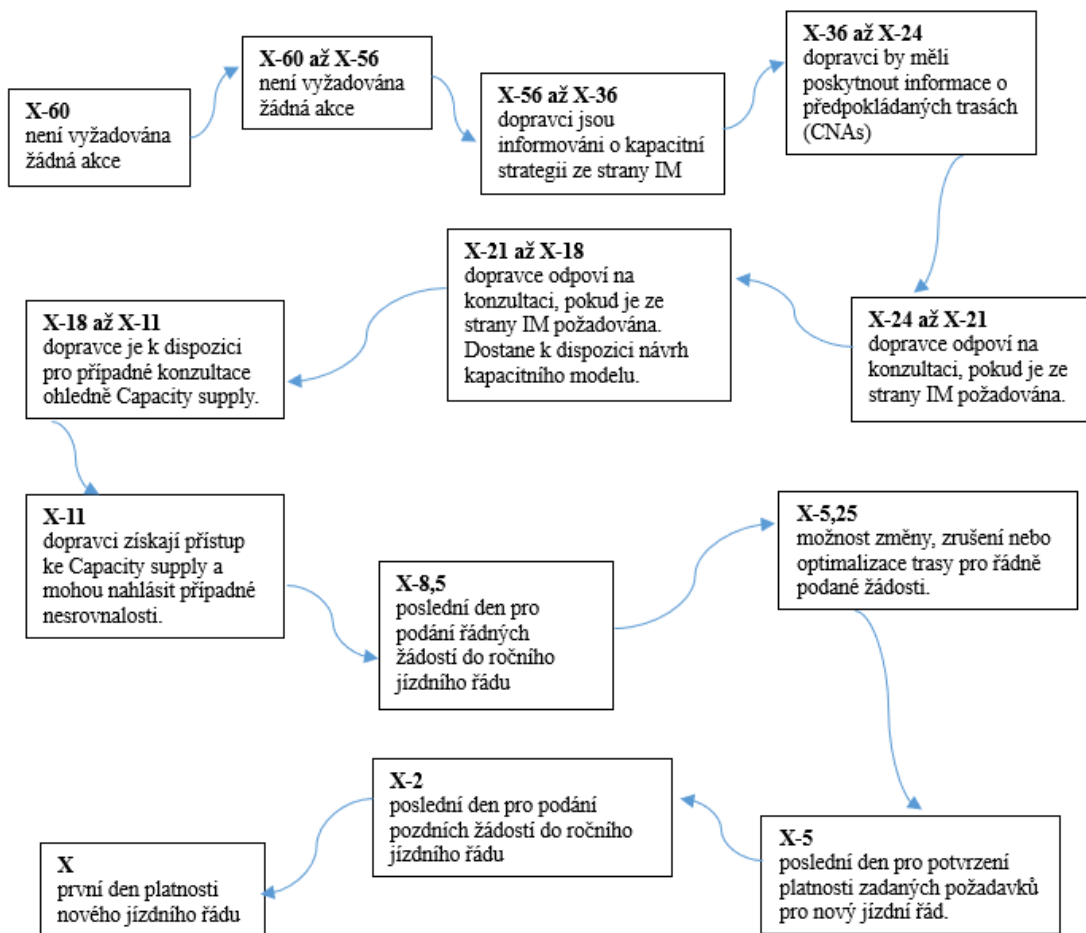 X-60
není vyžadována
žádná akce
X-60 až X-56
není vyžadována
žádná akce
X-56 až X-36
dopravci jsou
informováni o kapacitní
strategii ze strany IM
X-36 až X-24
dopravci by měli
poskytnout informace o
předpokládaných trasách
(CNAs)
X-24 až X-21
dopravce odpoví na
konzultaci, pokud je ze
strany IM požadována.
X-21 až X-18
dopravce odpoví na
konzultaci, pokud je ze
strany IM požadována.
Dostane k dispozici návrh
kapacitního modelu.
X-18 až X-11
dopravce je k dispozici
pro případné konzultace
ohledně Capacity supply.
X-11
dopravci získají přístup
ke Capacity supply a
mohou nahlásit případné
nesrovnalosti.
X-8,5
poslední den pro
podání řádných
žádostí do ročního
jízdního řádu
X-5,25
možnost změny, zrušení nebo
optimalizace trasy pro řádně
podané žádosti.
X-5
poslední den pro potvrzení
platnosti zadaných požadavků
pro nový jízdní řád.
X-2
poslední den pro podání
pozdních žádostí do ročního
jízdního řádu
X
první den platnosti
nového jízdního řádu